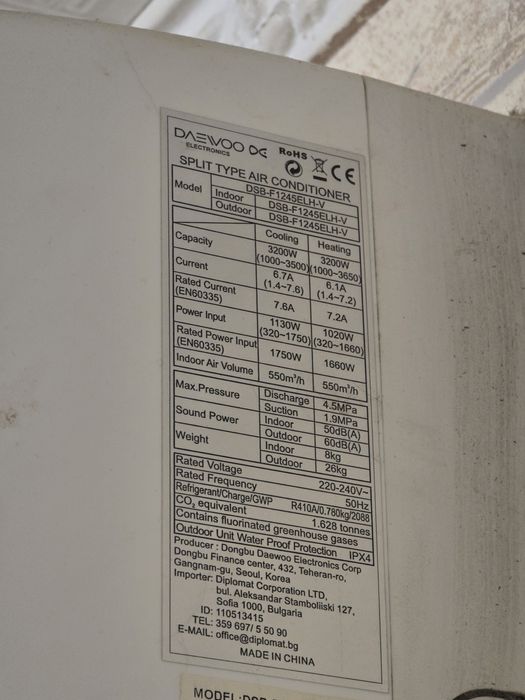 DAEWOO
ELECTRONICS
RoHS
CE
SPLIT TYPE AIR CONDITIONER
Model DSB-F1245ELH-V
Indoor DSB-F1245ELH-V
Outdoor DSB-F1245ELH-V
Cooling Heating
Capacity 3200W (1000~3500) 3200W (1000~3650)
Current 6.7A (1.4~7.6) 6.1A (1.4~7.2)
Rated Current (EN60335) 7.6A 7.2A
Power Input 1130W (320~1750) 1020W (320~1660)
Rated Power Input (EN60335) 1750W 1660W
Indoor Air Volume 550m³/h 550m³/h
Max.Pressure Discharge 4.5MPa
Suction 1.9MPa
Sound Power Indoor 50dB(A)
Outdoor 60dB(A)
Weight Indoor 8kg
Outdoor 26kg
Rated Voltage 220-240V~
Rated Frequency 50Hz
Refrigerant/Charge/GWP R410A/0.780kg/2088
CO₂ equivalent 1.628 tonnes
Contains fluorinated greenhouse gases
Outdoor Unit Water Proof Protection IPX4
Producer : Dongbu Daewoo Electronics Corp
Dongbu Finance center, 432, Teheran-ro,
Gangnam-gu, Seoul, Korea
Importer: Diplomat Corporation LTD,
bul. Aleksandar Stamboliiski 127,
Sofia 1000, Bulgaria
ID: 110513415
TEL: 359 697/ 5 50 90
E-MAIL: office@diplomat.bg
MADE IN CHINA
MODEL: